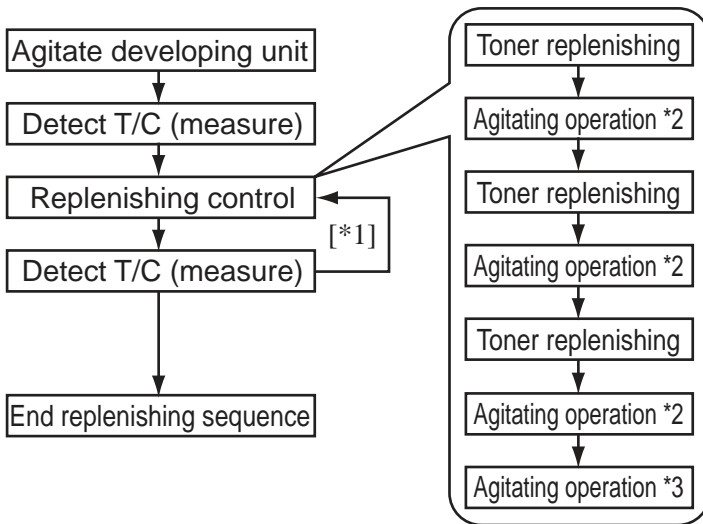 Agitate developing unit
Detect T/C (measure)
Replenishing control
[*1]
Detect T/C (measure)
End replenishing sequence
Toner replenishing
Agitating operation *2
Toner replenishing
Agitating operation *2
Toner replenishing
Agitating operation *2
Agitating operation *3